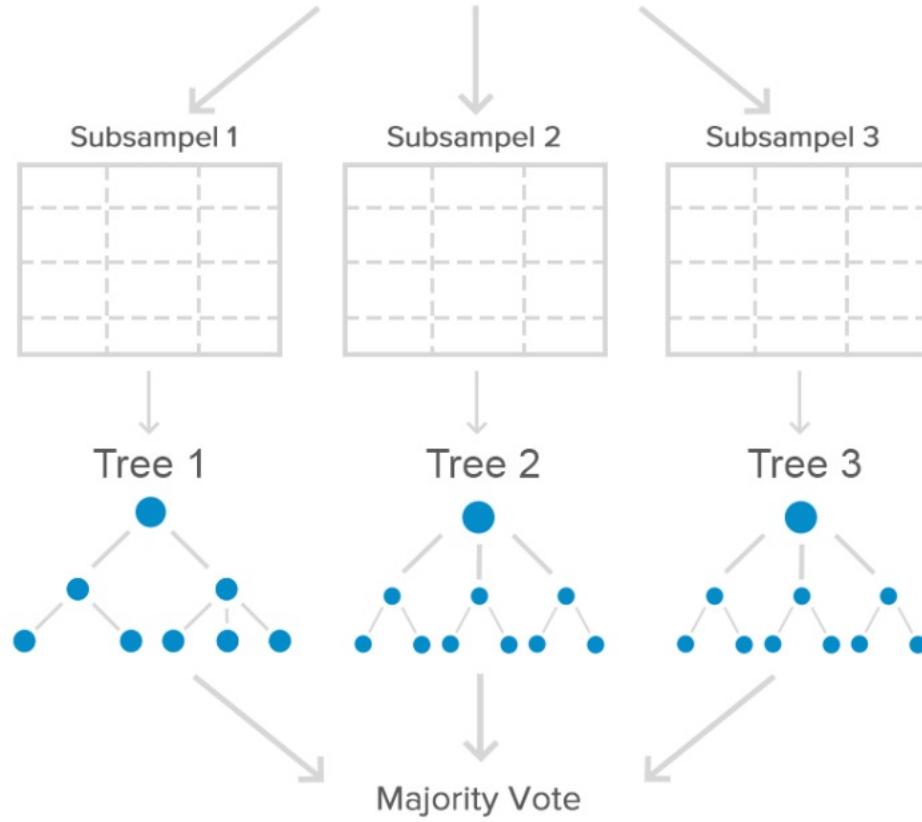 Subsampel 1
Subsampel 2
Subsampel 3
Tree 1
Tree 2
Tree 3
Majority Vote